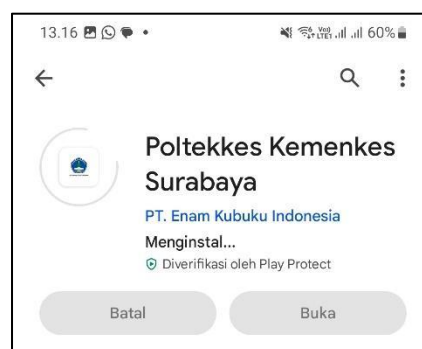 13.16 60%
Poltekkes Kemenkes
Surabaya
PT. Enam Kubuku Indonesia
Menginstal...
Diverifikasi oleh Play Protect
Batal Buka